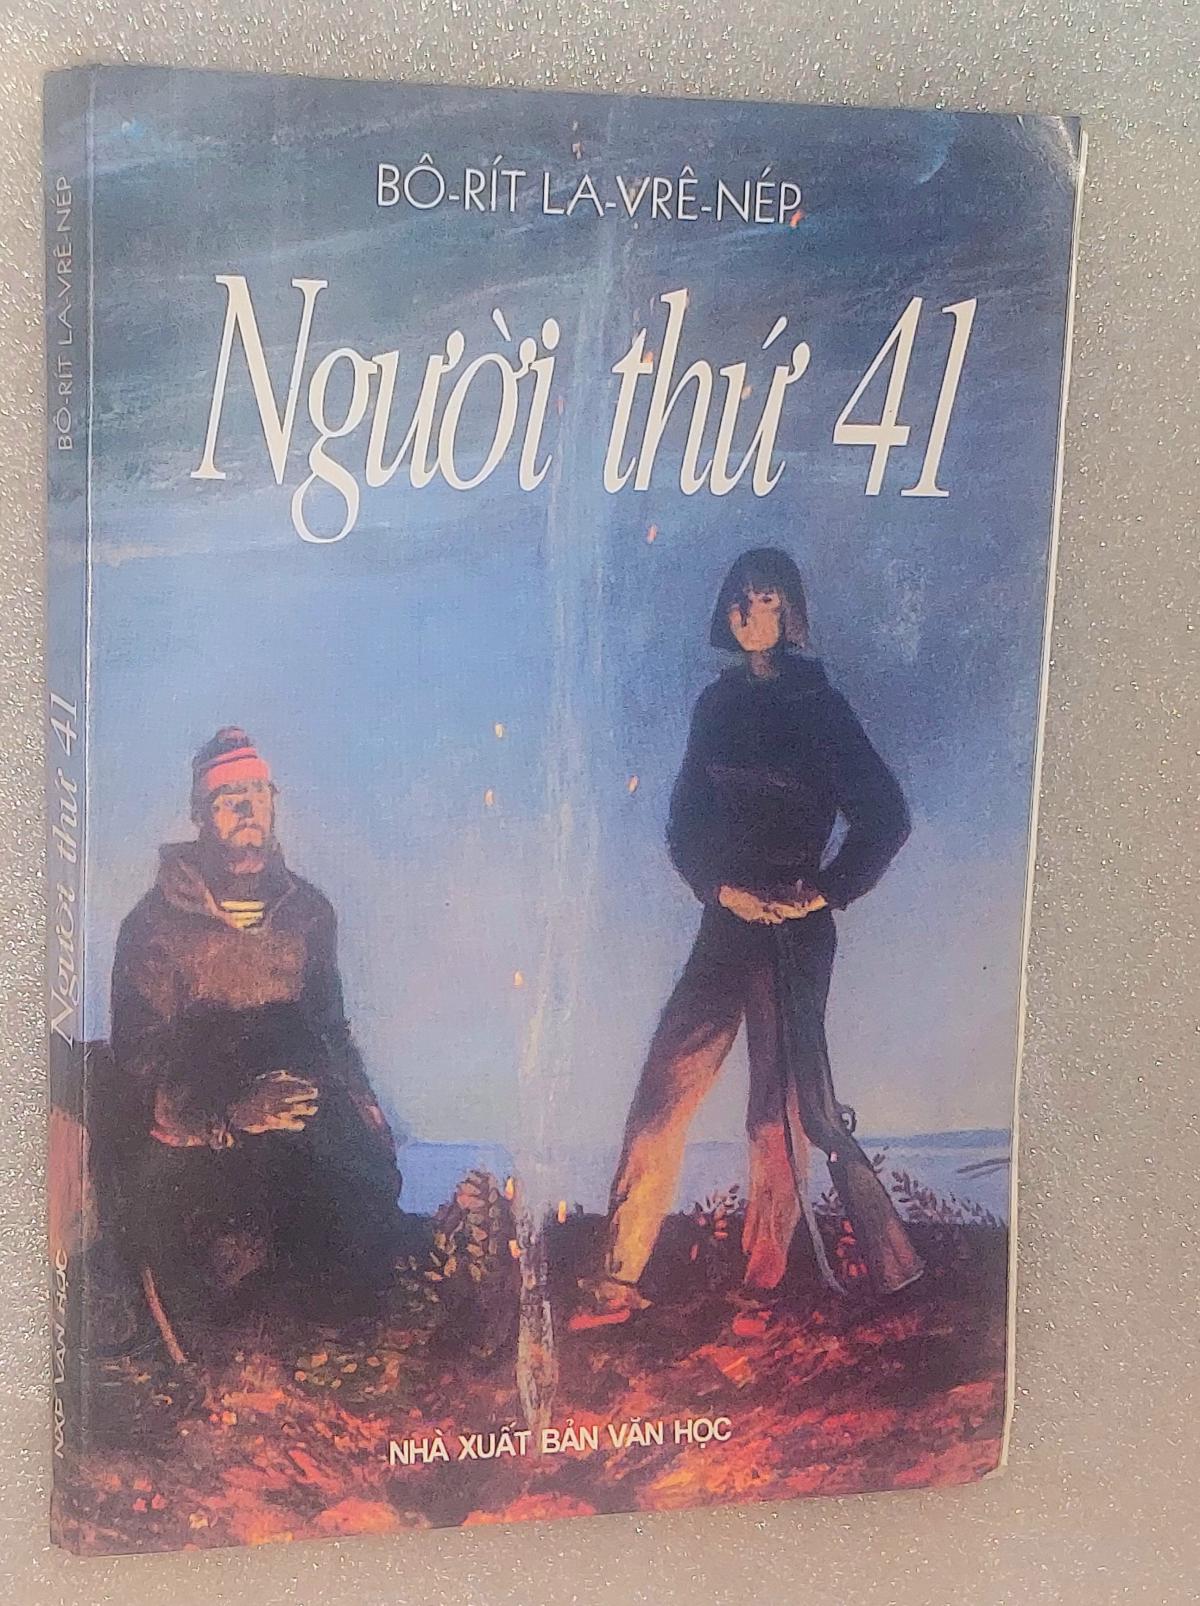 BÔ-RÍT LA-VRÊ-NÉP
Người thứ 41
NHÀ XUẤT BẢN VĂN HỌC
BÔ-RÍT LA-VRÊ-NÉP
Người thứ 41
NXP VĂN HỌC